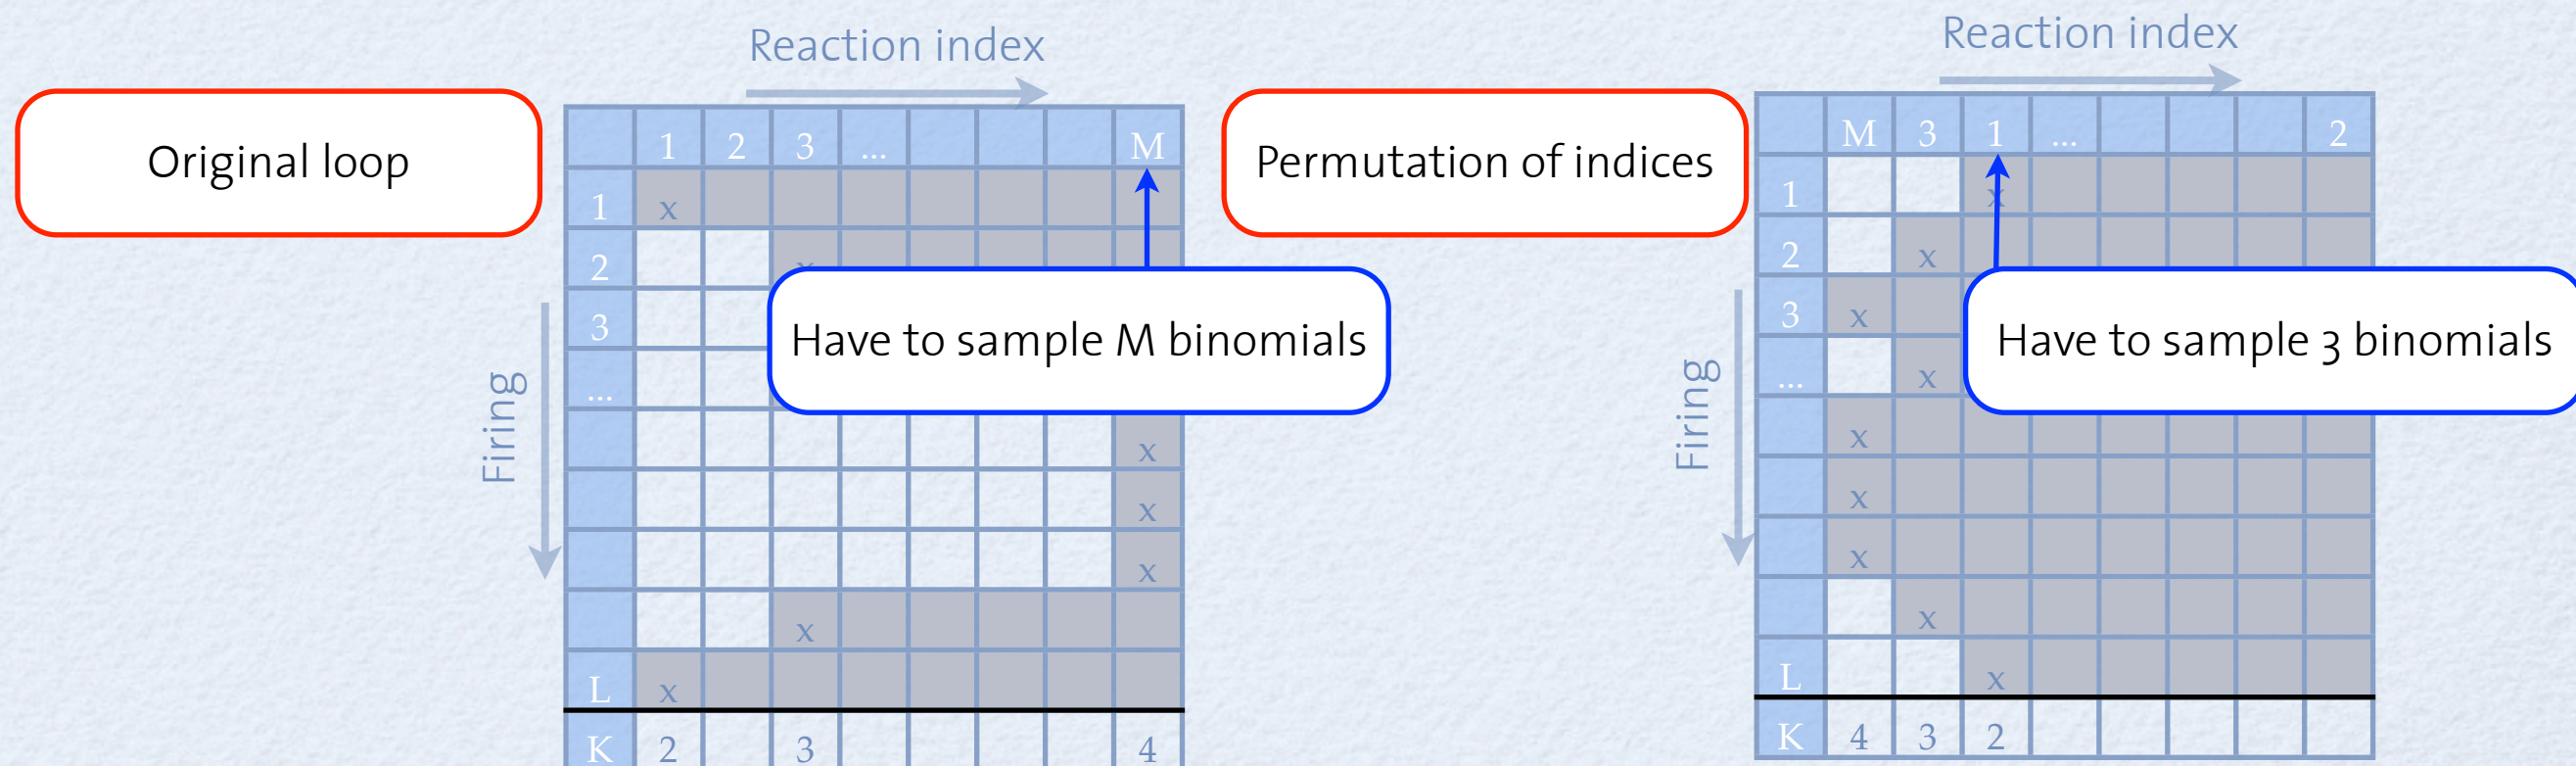 Reaction index
Original loop
1 2 3 ... M
1 x
2 x
3
...
x
x
x
x
L x
K 2 3 4
Firing
Have to sample M binomials
Reaction index
Permutation of indices
M 3 1 ... 2
1 x
2 x
3 x
... x
x
x
x
x
L x
K 4 3 2
Firing
Have to sample 3 binomials